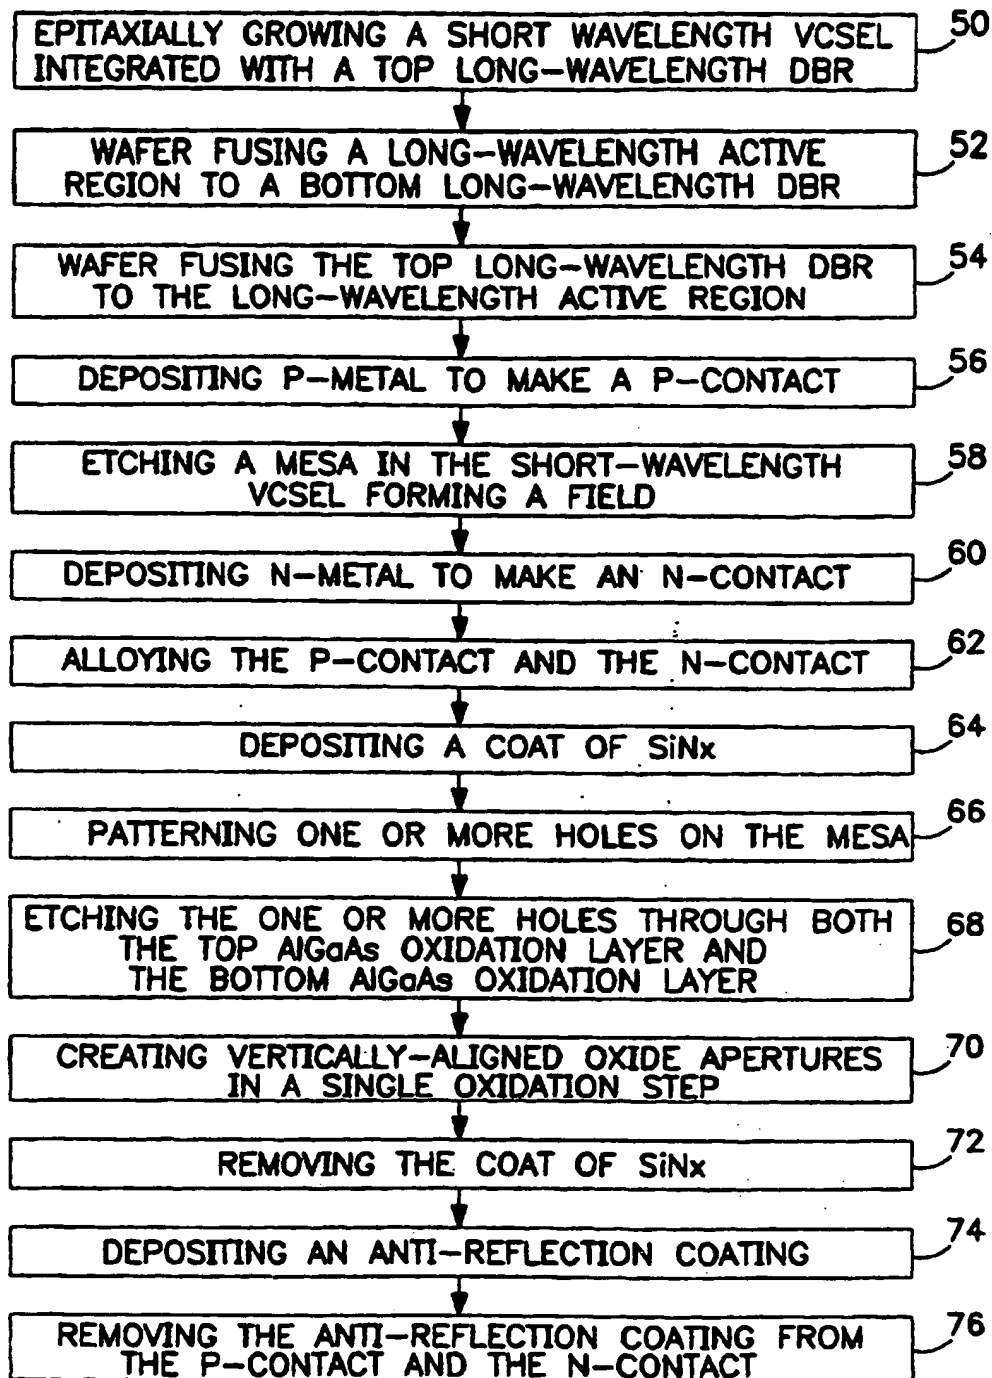 EPITAXIALLY GROWING A SHORT WAVELENGTH VCSEL
INTEGRATED WITH A TOP LONG-WAVELENGTH DBR
50
WAFER FUSING A LONG-WAVELENGTH ACTIVE
REGION TO A BOTTOM LONG-WAVELENGTH DBR
52
WAFER FUSING THE TOP LONG-WAVELENGTH DBR
TO THE LONG-WAVELENGTH ACTIVE REGION
54
DEPOSITING P-METAL TO MAKE A P-CONTACT
56
ETCHING A MESA IN THE SHORT-WAVELENGTH
VCSEL FORMING A FIELD
58
DEPOSITING N-METAL TO MAKE AN N-CONTACT
60
ALLOYING THE P-CONTACT AND THE N-CONTACT
62
DEPOSITING A COAT OF SiNx
64
PATTERNING ONE OR MORE HOLES ON THE MESA
66
ETCHING THE ONE OR MORE HOLES THROUGH BOTH
THE TOP AlGaAs OXIDATION LAYER AND
THE BOTTOM AlGaAs OXIDATION LAYER
68
CREATING VERTICALLY-ALIGNED OXIDE APERTURES
IN A SINGLE OXIDATION STEP
70
REMOVING THE COAT OF SiNx
72
DEPOSITING AN ANTI-REFLECTION COATING
74
REMOVING THE ANTI-REFLECTION COATING FROM
THE P-CONTACT AND THE N-CONTACT
76